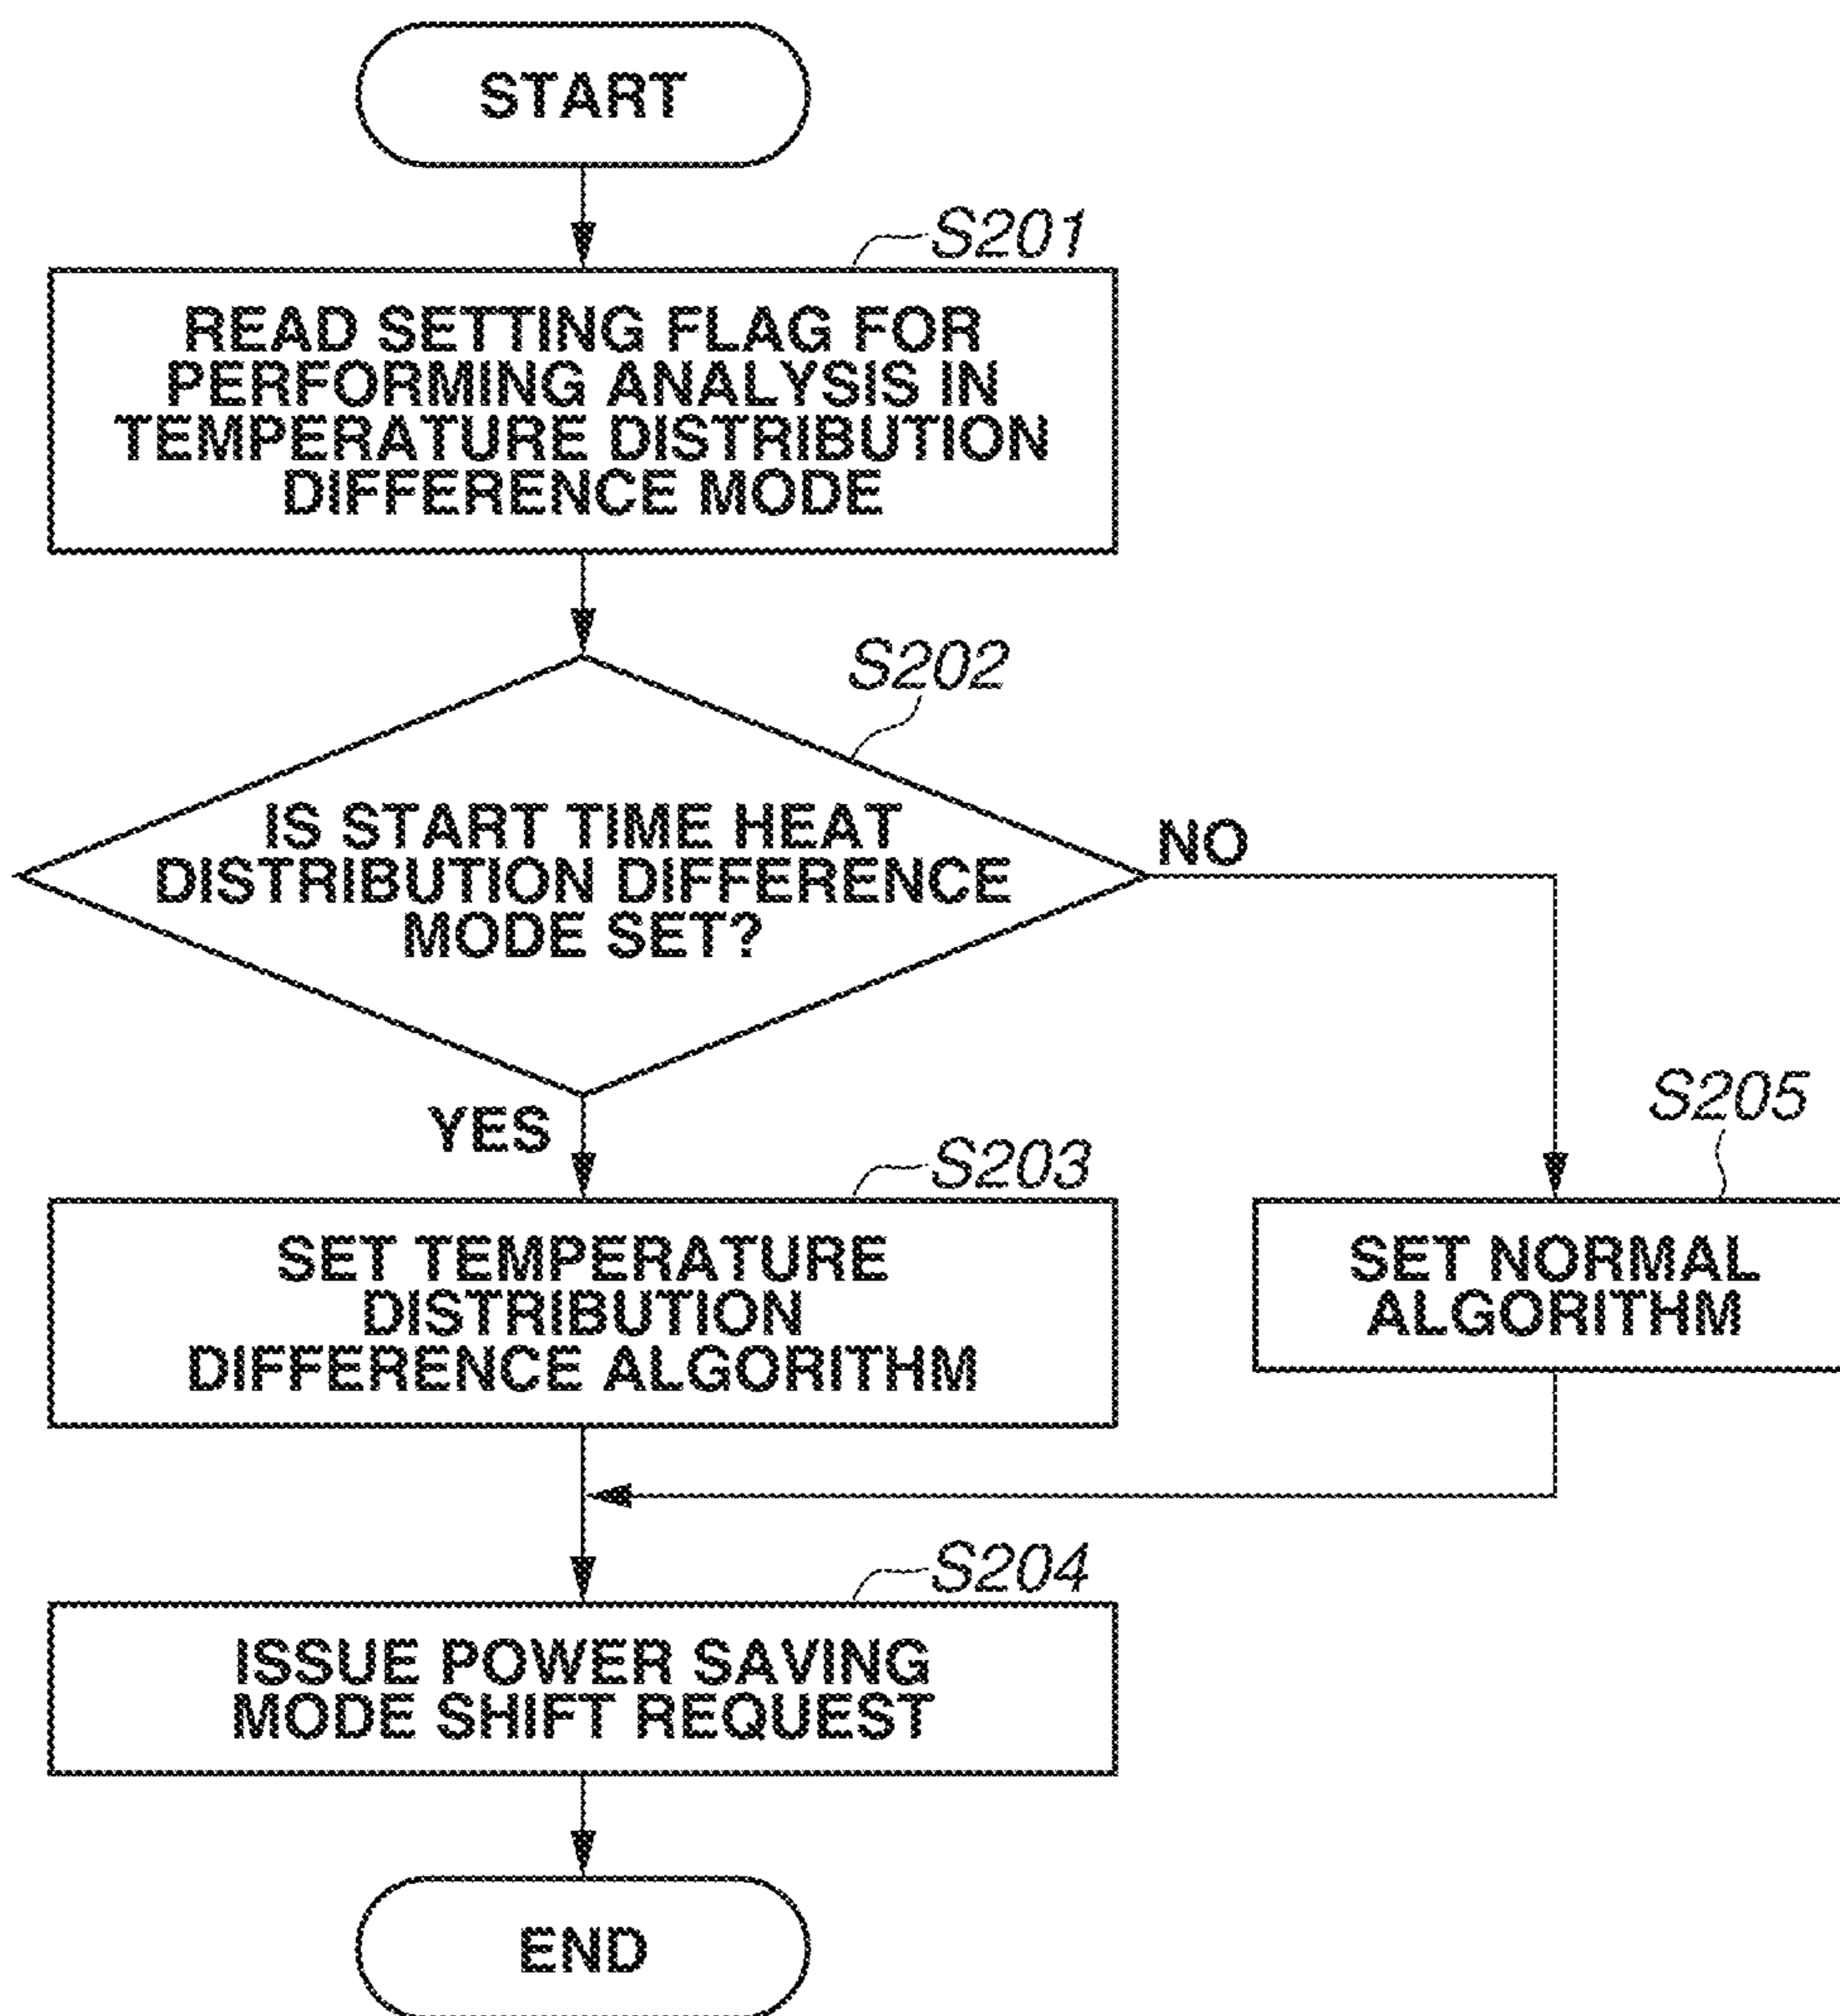 START
S201
READ SETTING FLAG FOR
PERFORMING ANALYSIS IN
TEMPERATURE DISTRIBUTION
DIFFERENCE MODE
S202
IS START TIME HEAT
DISTRIBUTION DIFFERENCE
MODE SET?
NO
YES
S203
SET TEMPERATURE
DISTRIBUTION
DIFFERENCE ALGORITHM
S205
SET NORMAL
ALGORITHM
S204
ISSUE POWER SAVING
MODE SHIFT REQUEST
END